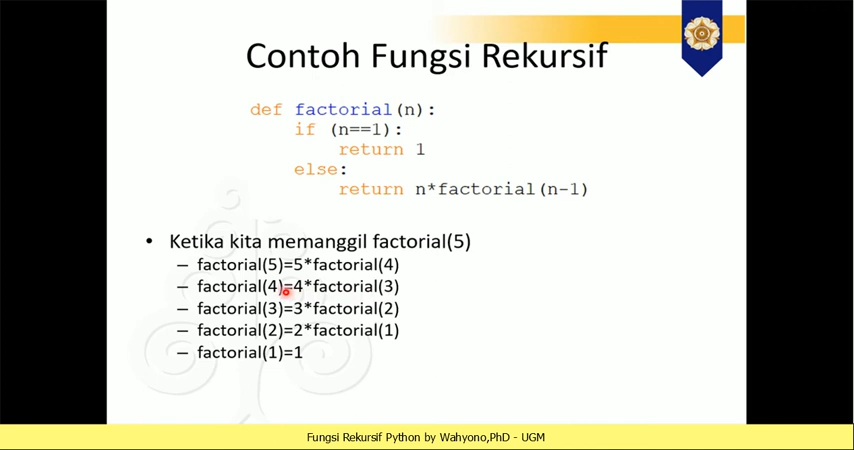 Contoh Fungsi Rekursif
def factorial(n):
if (n==1):
return 1
else:
return n*factorial(n-1)
• Ketika kita memanggil factorial(5)
– factorial(5)=5*factorial(4)
– factorial(4)=4*factorial(3)
– factorial(3)=3*factorial(2)
– factorial(2)=2*factorial(1)
– factorial(1)=1
Fungsi Rekursif Python by Wahyono,PhD - UGM